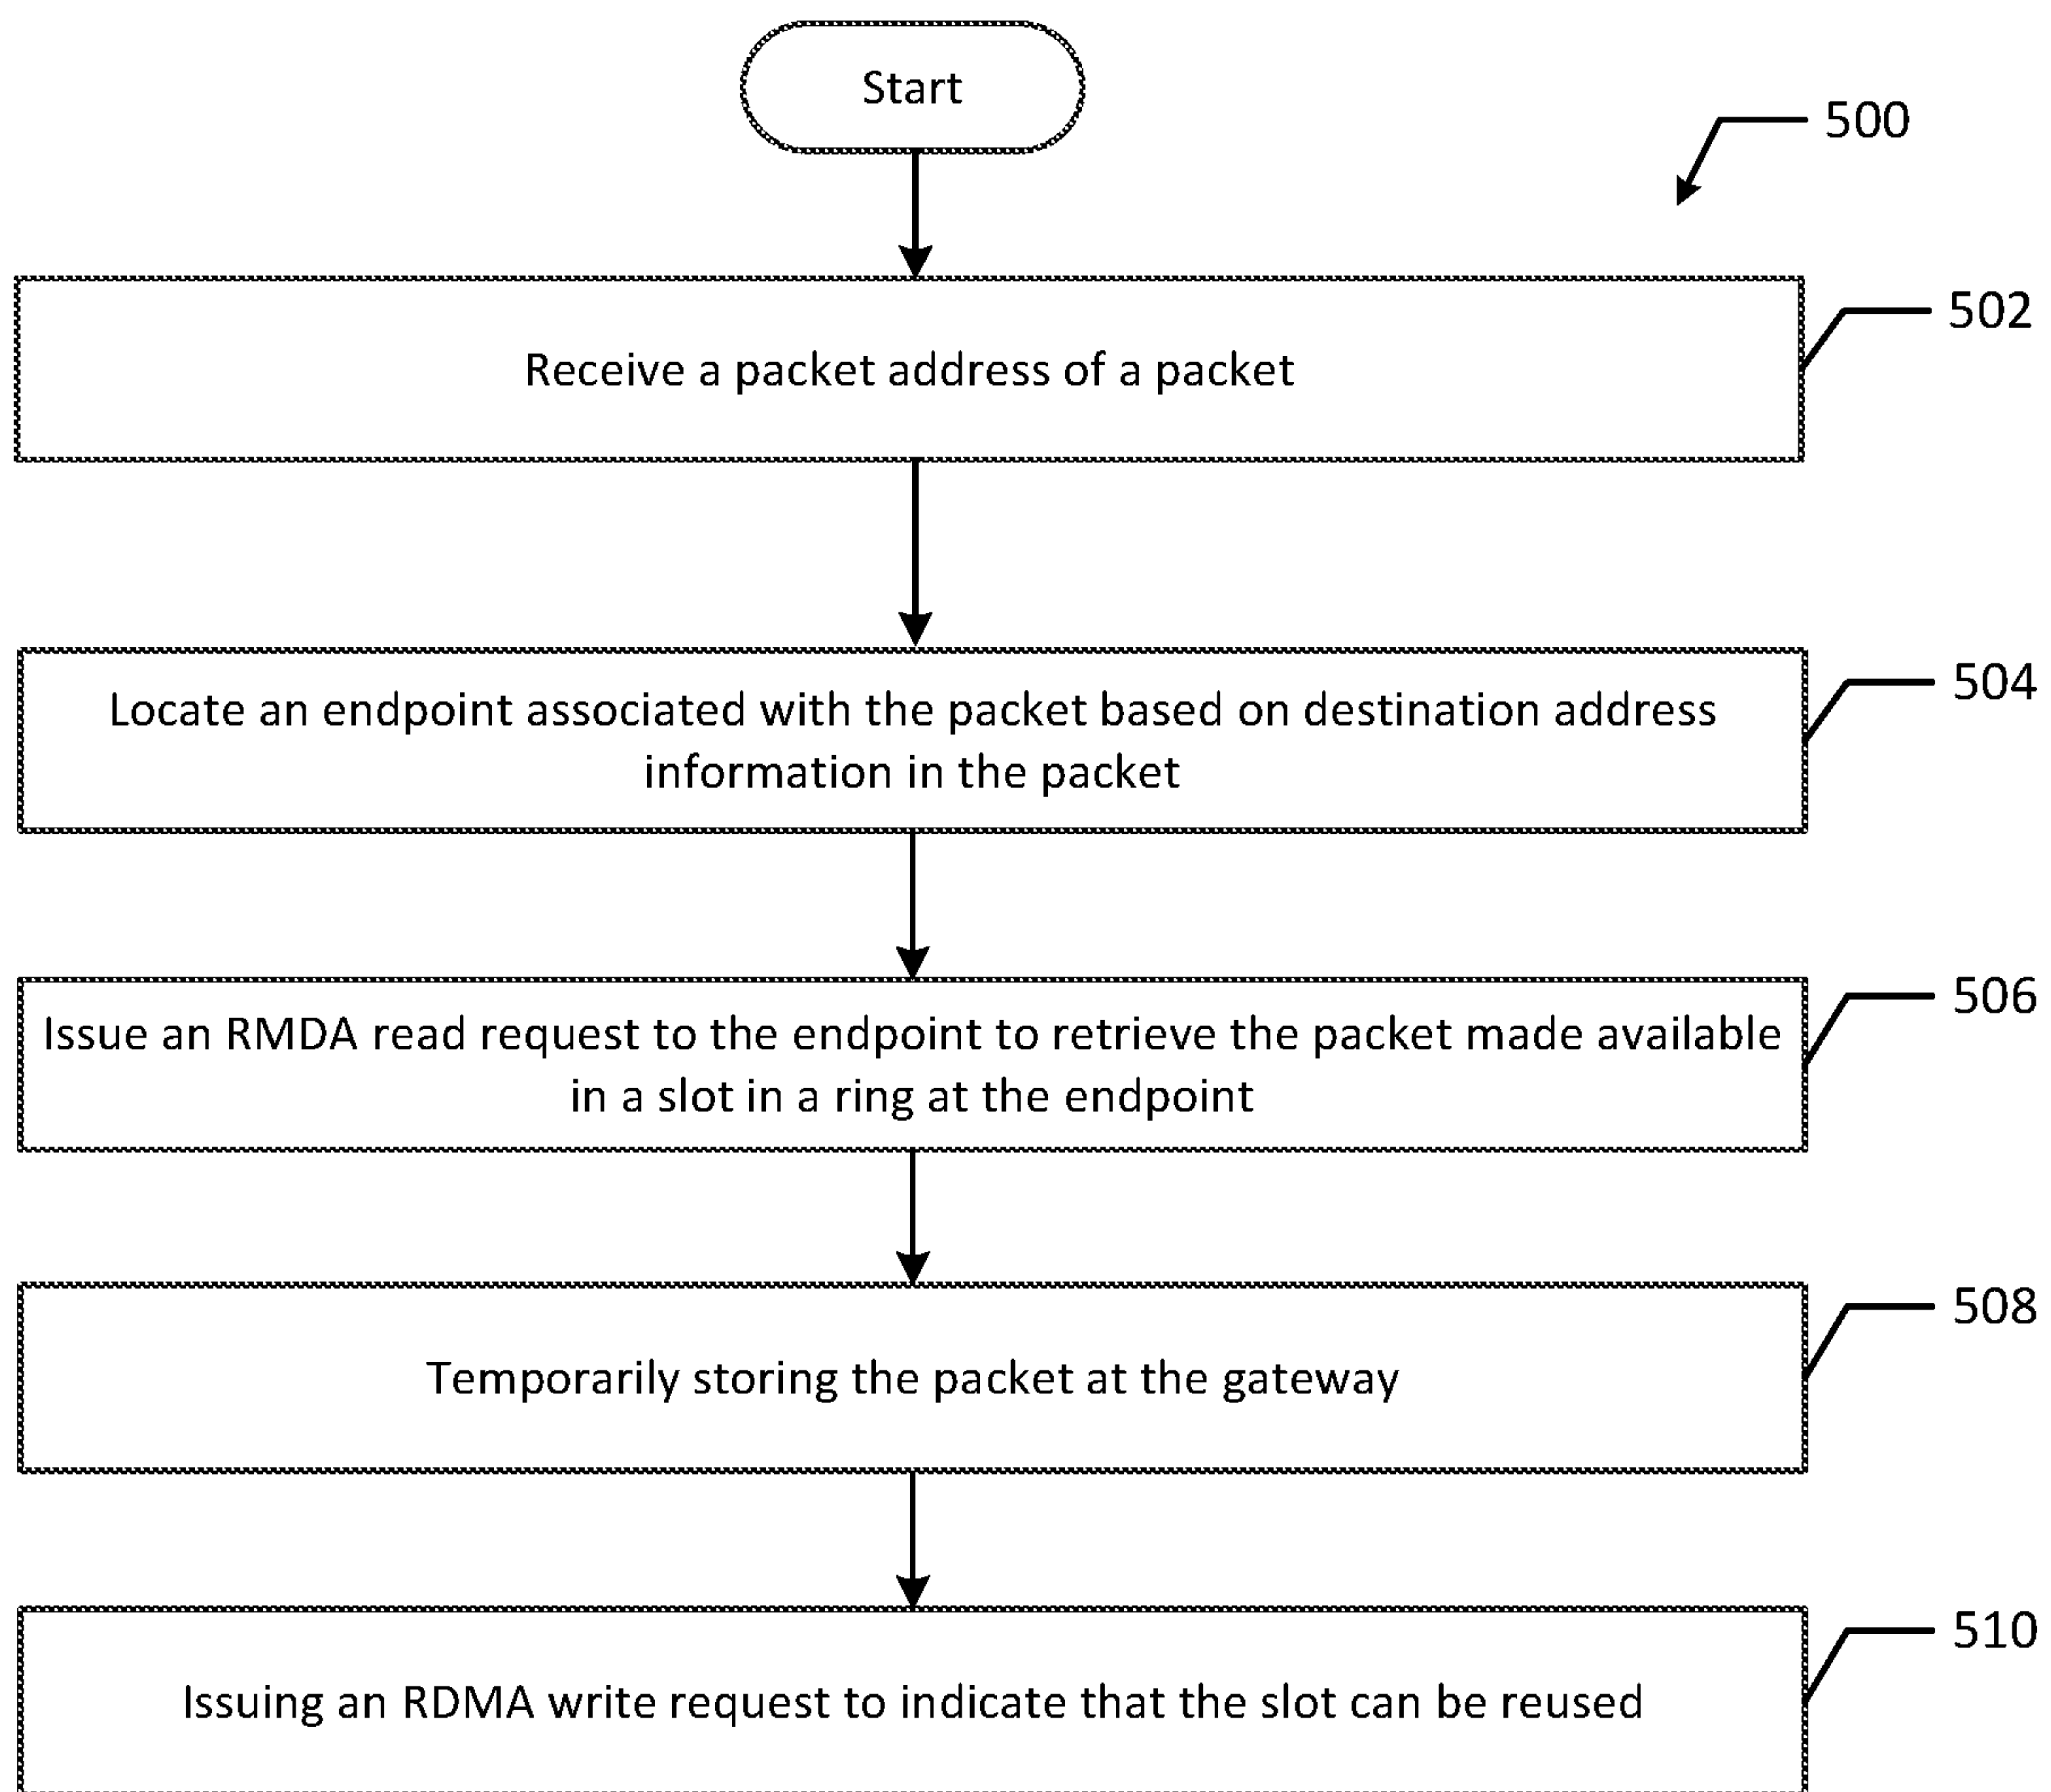 Start
500
Receive a packet address of a packet
502
Locate an endpoint associated with the packet based on destination address
information in the packet
504
Issue an RMDA read request to the endpoint to retrieve the packet made available
in a slot in a ring at the endpoint
506
Temporarily storing the packet at the gateway
508
Issuing an RDMA write request to indicate that the slot can be reused
510